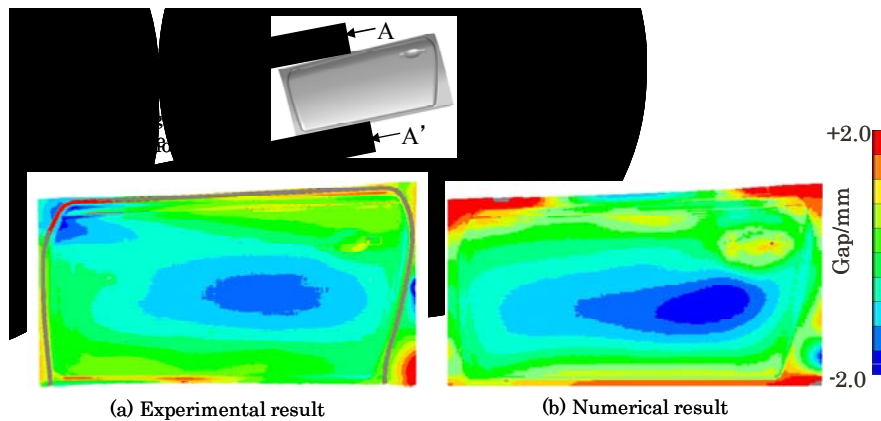 A
A'
+2.0
Gap/mm
-2.0
(a) Experimental result
(b) Numerical result